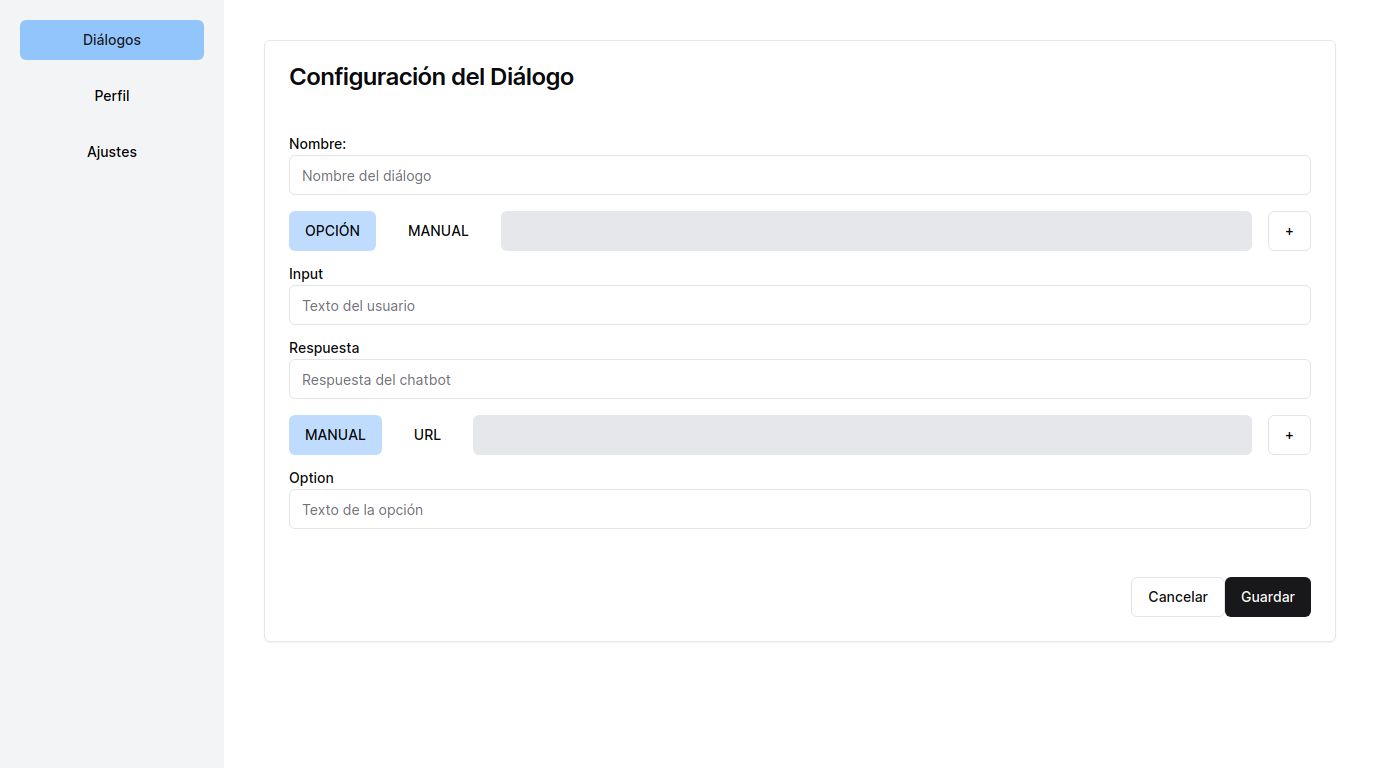 Diálogos
Perfil
Ajustes
Configuración del Diálogo
Nombre:
Nombre del diálogo
OPCIÓN MANUAL +
Input
Texto del usuario
Respuesta
Respuesta del chatbot
MANUAL URL +
Option
Texto de la opción
Cancelar Guardar